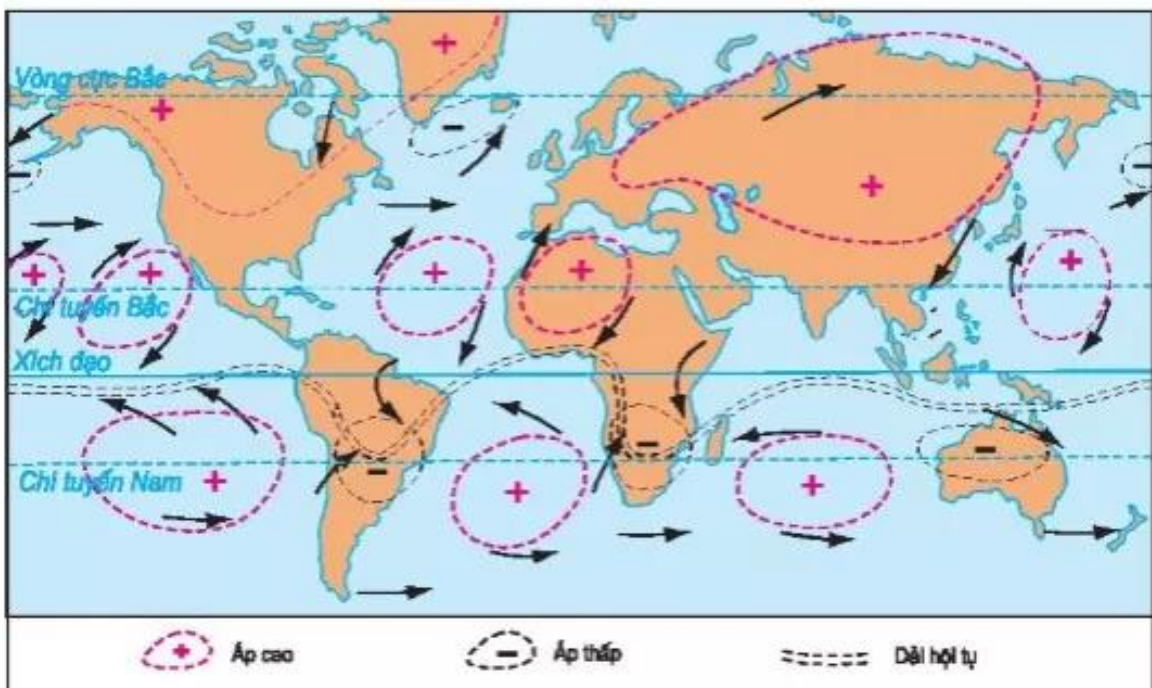 Vòng cực Bắc
Chí tuyến Bắc
Xích đạo
Chí tuyến Nam
Áp cao
Áp thấp
Dải hội tụ